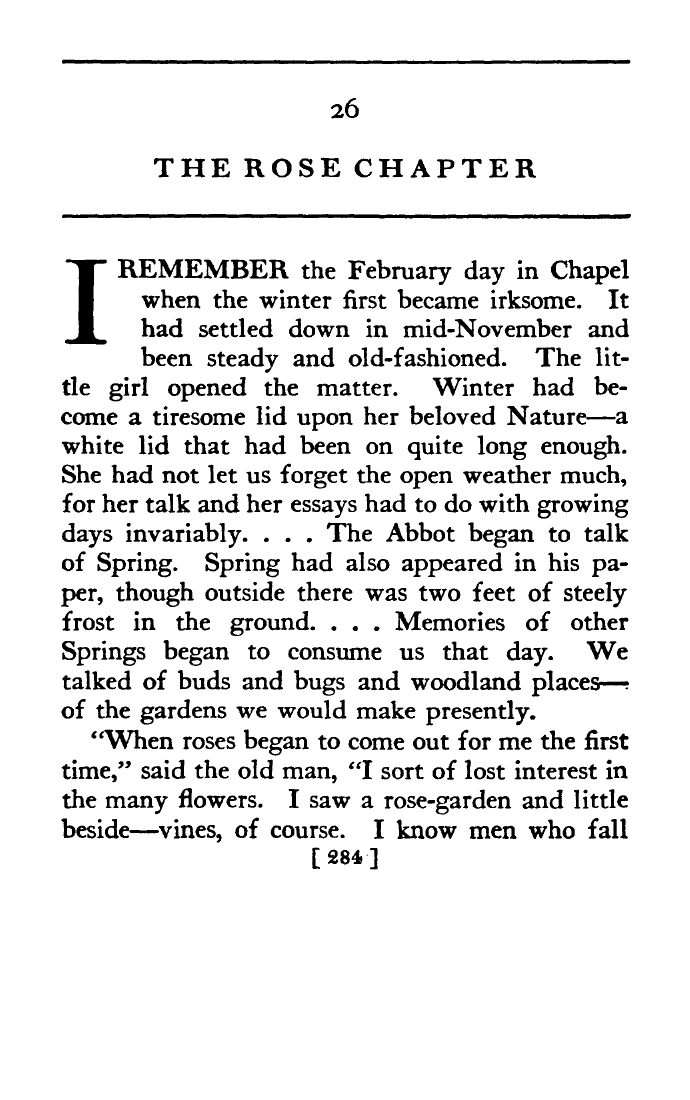 26
THE ROSE CHAPTER
I REMEMBER the February day in Chapel
when the winter first became irksome. It
had settled down in mid-November and
been steady and old-fashioned. The lit-
tle girl opened the matter. Winter had be-
come a tiresome lid upon her beloved Nature—a
white lid that had been on quite long enough.
She had not let us forget the open weather much,
for her talk and her essays had to do with growing
days invariably. . . . The Abbot began to talk
of Spring. Spring had also appeared in his pa-
per, though outside there was two feet of steely
frost in the ground. . . . Memories of other
Springs began to consume us that day. We
talked of buds and bugs and woodland places—
of the gardens we would make presently.
"When roses began to come out for me the first
time," said the old man, "I sort of lost interest in
the many flowers. I saw a rose-garden and little
beside—vines, of course. I know men who fall
[ 284 ]